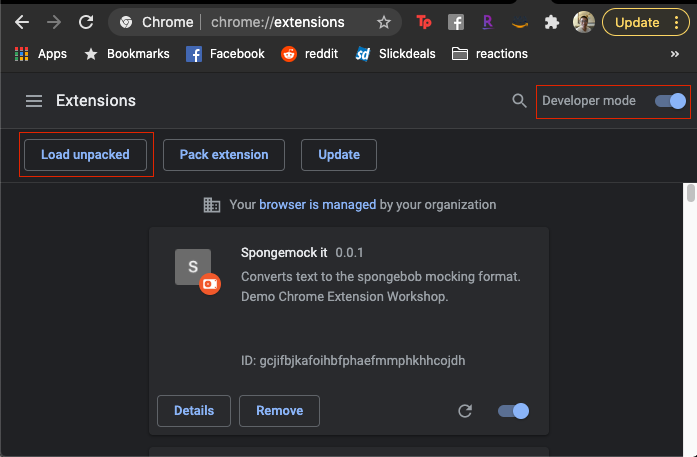 Chrome | chrome://extensions
Tp
R
Update
Apps
Bookmarks
Facebook
reddit
sd Slickdeals
reactions
»
Extensions
Developer mode
Load unpacked
Pack extension
Update
Your browser is managed by your organization
S
Spongemock it 0.0.1
Converts text to the spongebob mocking format.
Demo Chrome Extension Workshop.
ID: gcjifbjkafoihbfphaefmmphkhhcojdh
Details
Remove